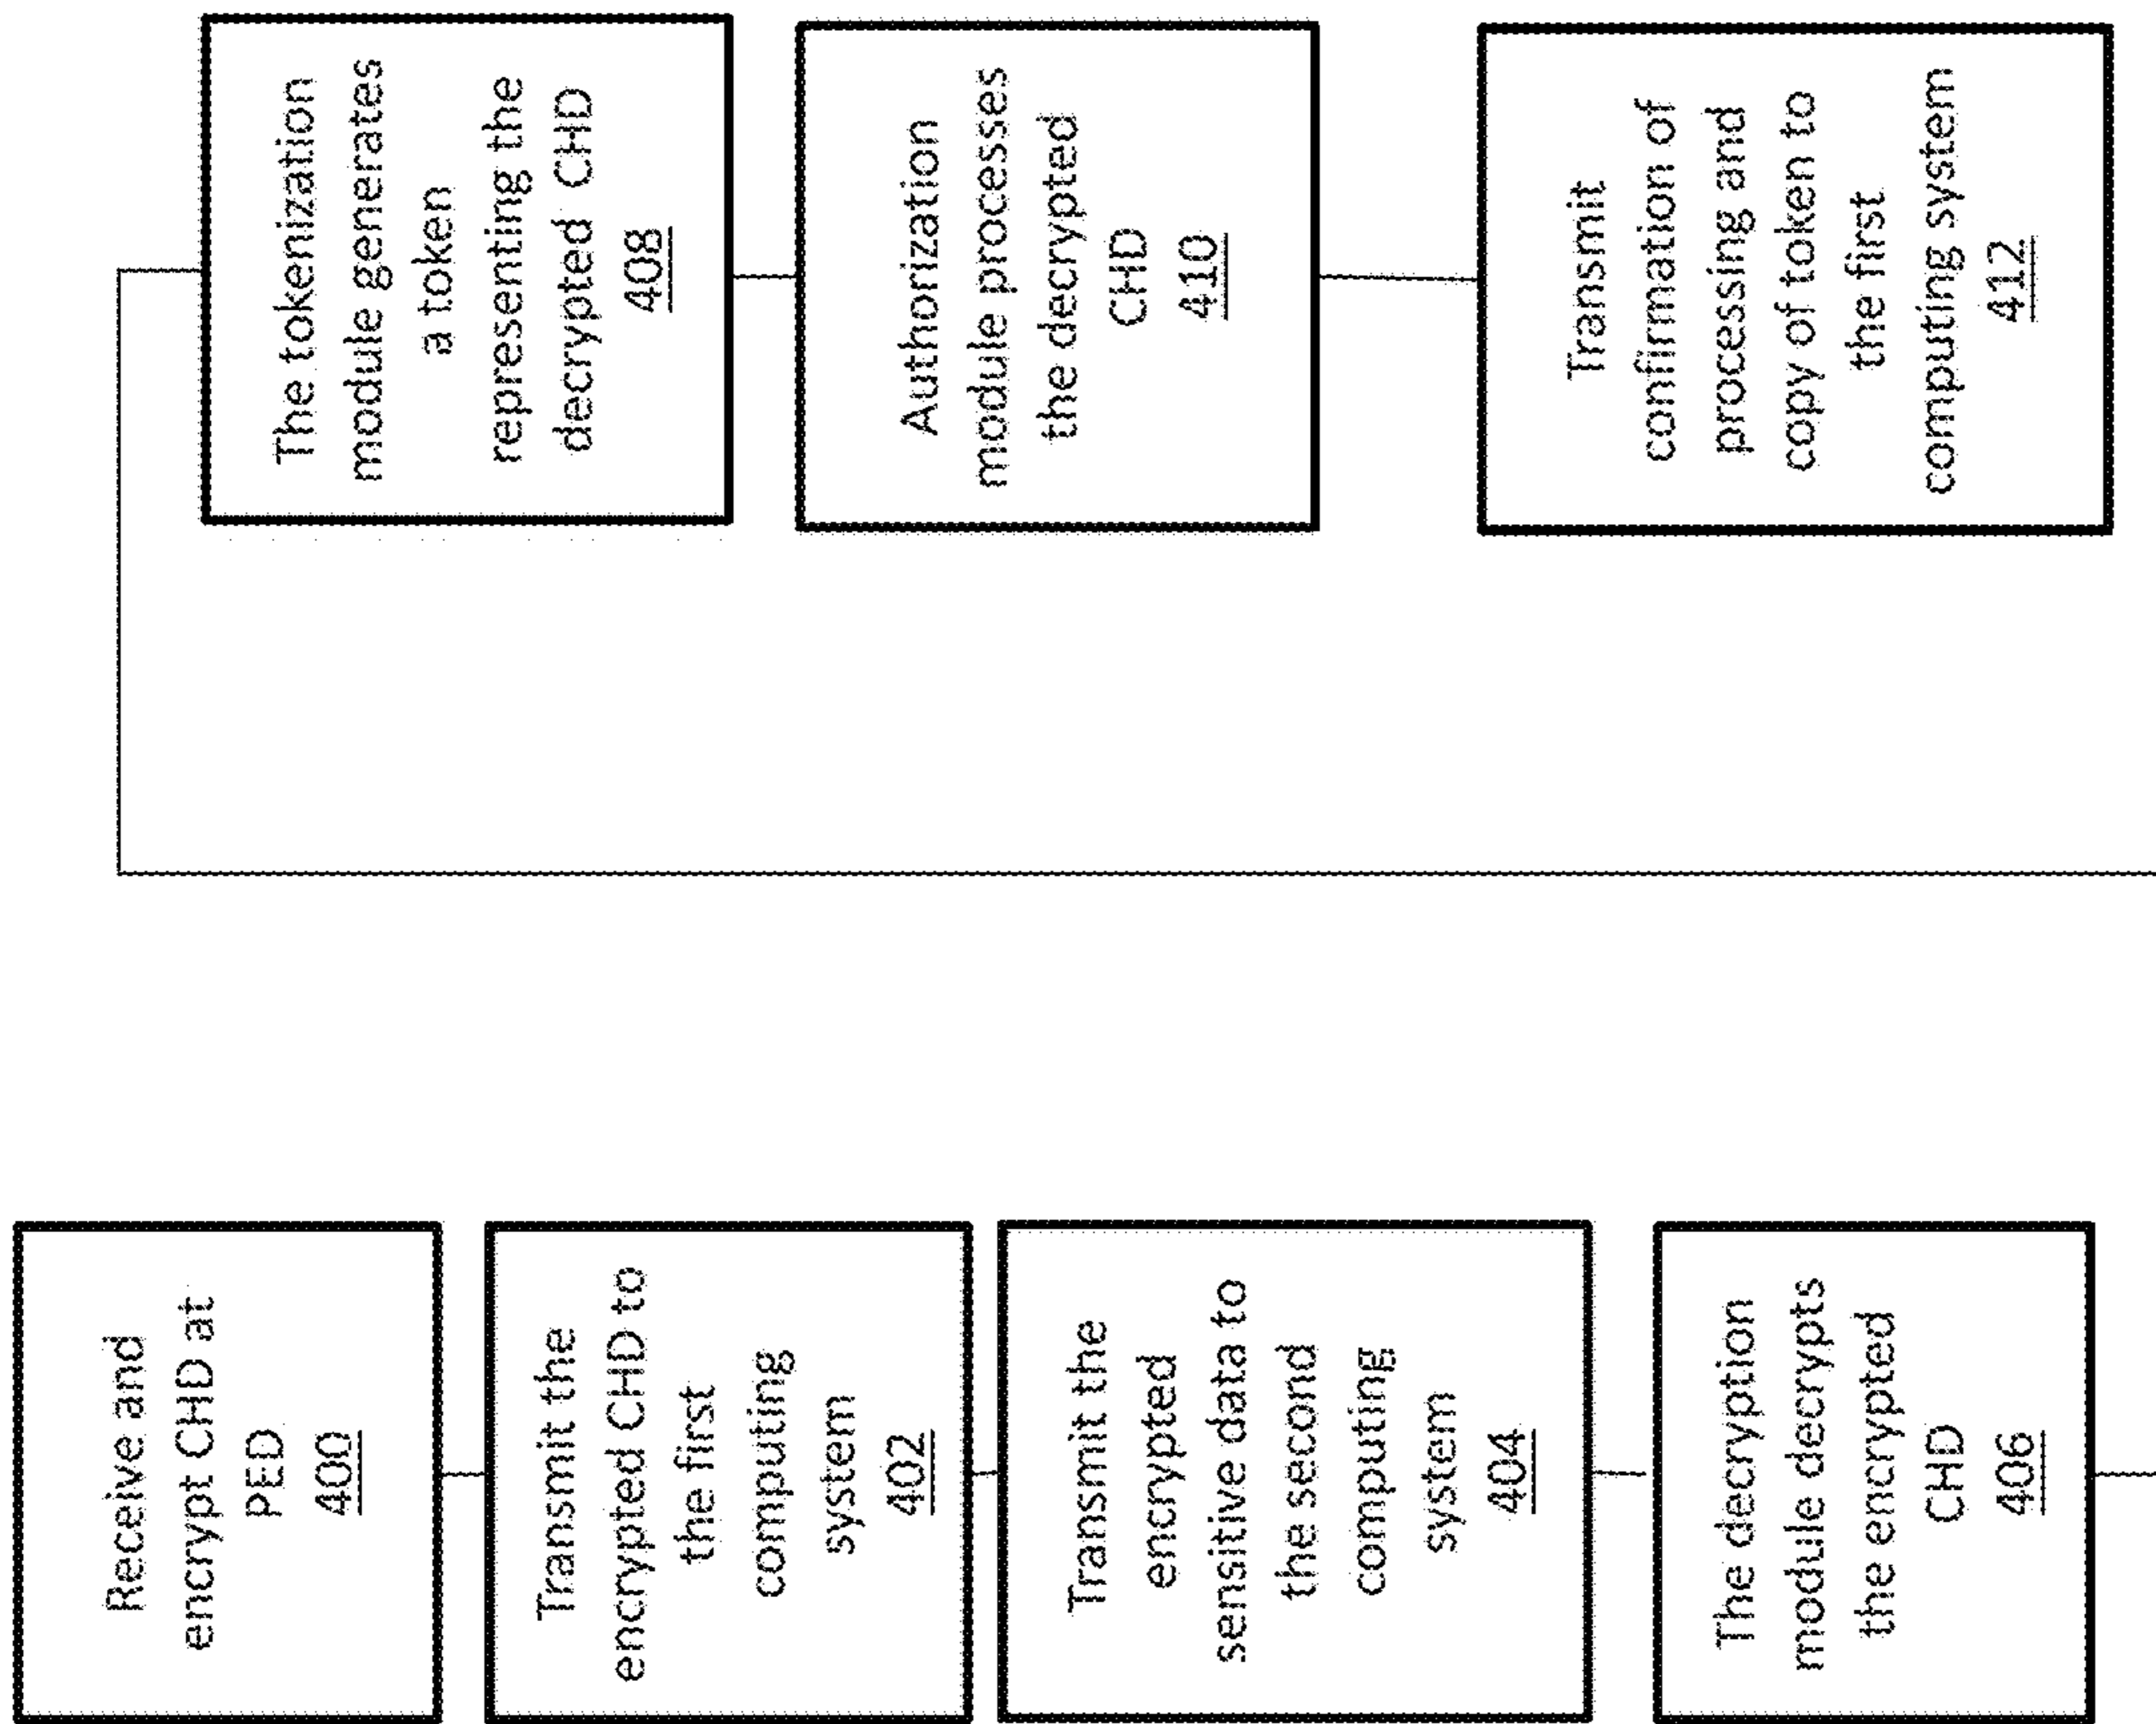 Receive and
encrypt CHD at
PED
400
Transmit the
encrypted CHD to
the first
computing
system
402
Transmit the
encrypted
sensitive data to
the second
computing
system
404
The decryption
module decrypts
the encrypted
CHD
406
The tokenization
module generates
a token
representing the
decrypted CHD
408
Authorization
module processes
the decrypted
CHD
410
Transmit
confirmation of
processing and
copy of token to
the first
computing system
412